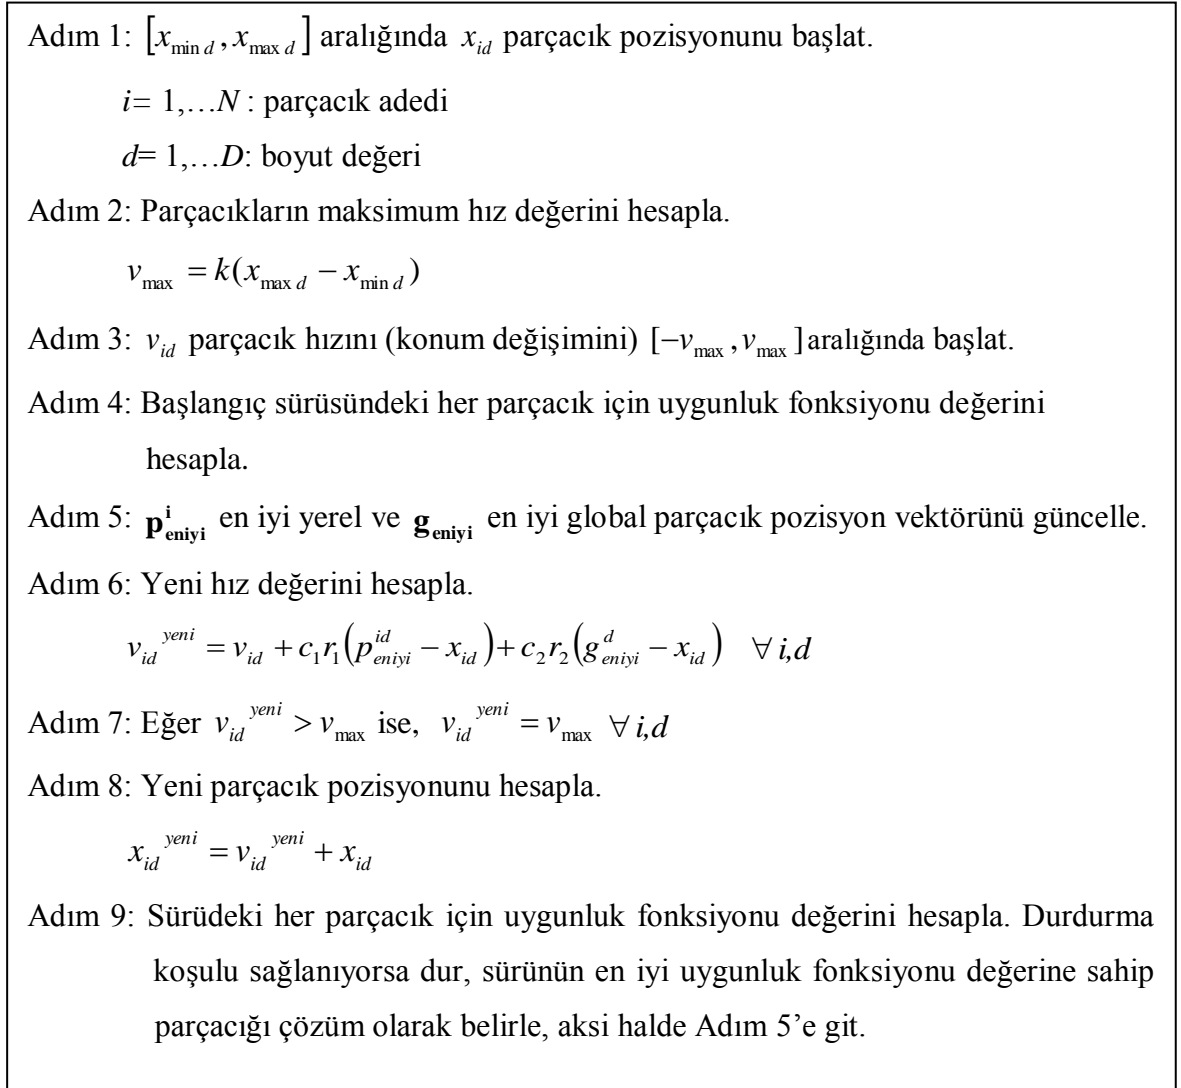 Adım 1: [x_min d , x_max d] aralığında x_id parçacık pozisyonunu başlat.
i= 1,…N : parçacık adedi
d= 1,…D: boyut değeri
Adım 2: Parçacıkların maksimum hız değerini hesapla.
v_max = k(x_max d − x_min d)
Adım 3: v_id parçacık hızını (konum değişimini) [−v_max , v_max] aralığında başlat.
Adım 4: Başlangıç sürüsündeki her parçacık için uygunluk fonksiyonu değerini
hesapla.
Adım 5: p^i_eniyi en iyi yerel ve g_eniyi en iyi global parçacık pozisyon vektörünü güncelle.
Adım 6: Yeni hız değerini hesapla.
v_id^yeni = v_id + c_1 r_1 (p^id_eniyi − x_id) + c_2 r_2 (g^d_eniyi − x_id) ∀ i,d
Adım 7: Eğer v_id^yeni > v_max ise, v_id^yeni = v_max ∀ i,d
Adım 8: Yeni parçacık pozisyonunu hesapla.
x_id^yeni = v_id^yeni + x_id
Adım 9: Sürüdeki her parçacık için uygunluk fonksiyonu değerini hesapla. Durdurma
koşulu sağlanıyorsa dur, sürünün en iyi uygunluk fonksiyonu değerine sahip
parçacığı çözüm olarak belirle, aksi halde Adım 5’e git.